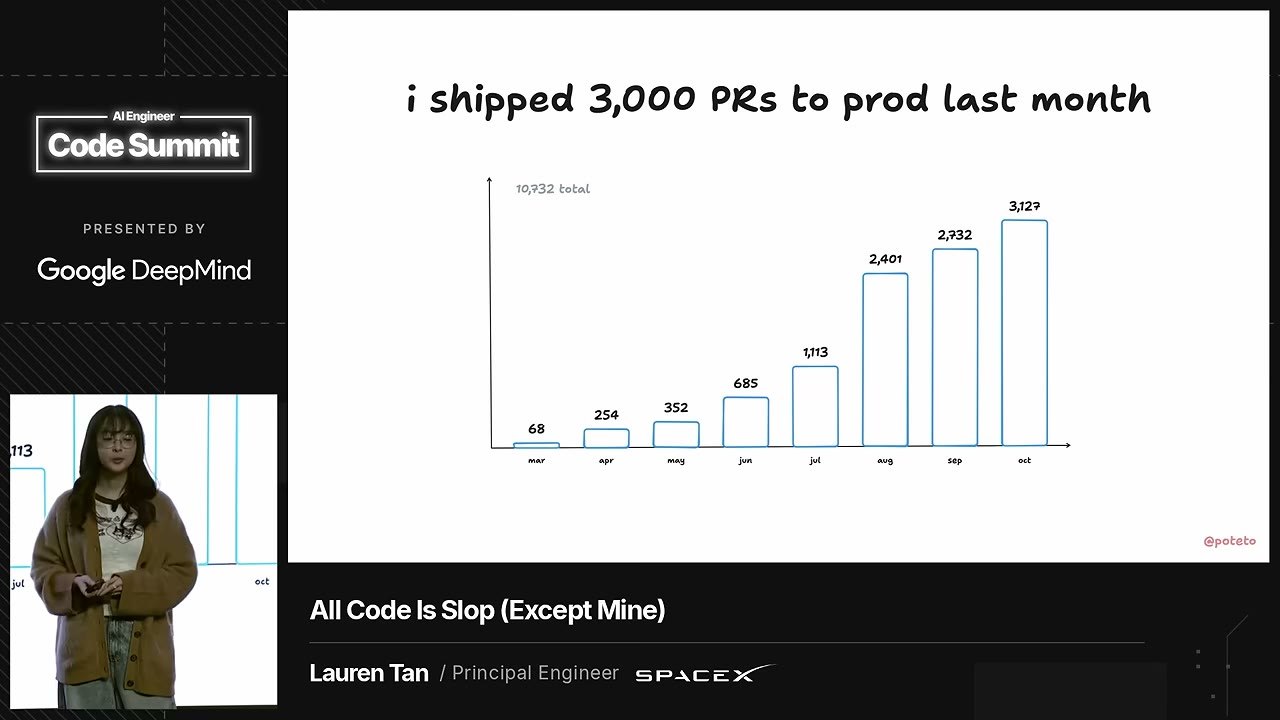 AI Engineer
Code Summit
PRESENTED BY
Google DeepMind
i shipped 3,000 PRs to prod last month
10,732 total
68
254
352
685
1,113
2,401
2,732
3,127
mar
apr
may
jun
jul
aug
sep
oct
@poteto
,113
jul
oct
All Code Is Slop (Except Mine)
Lauren Tan / Principal Engineer SPACEX